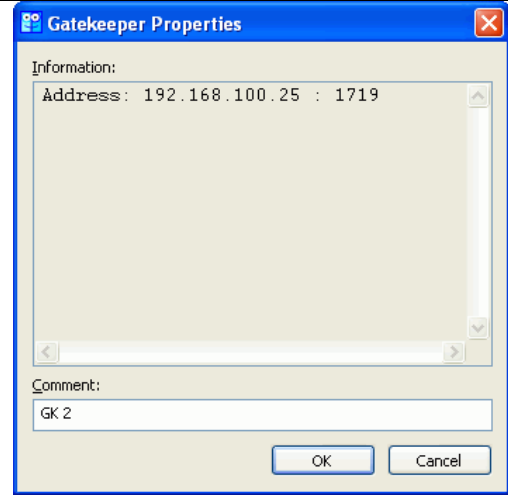 Gatekeeper Properties
Information:
Address: 192.168.100.25 : 1719
Comment:
GK 2
OK Cancel